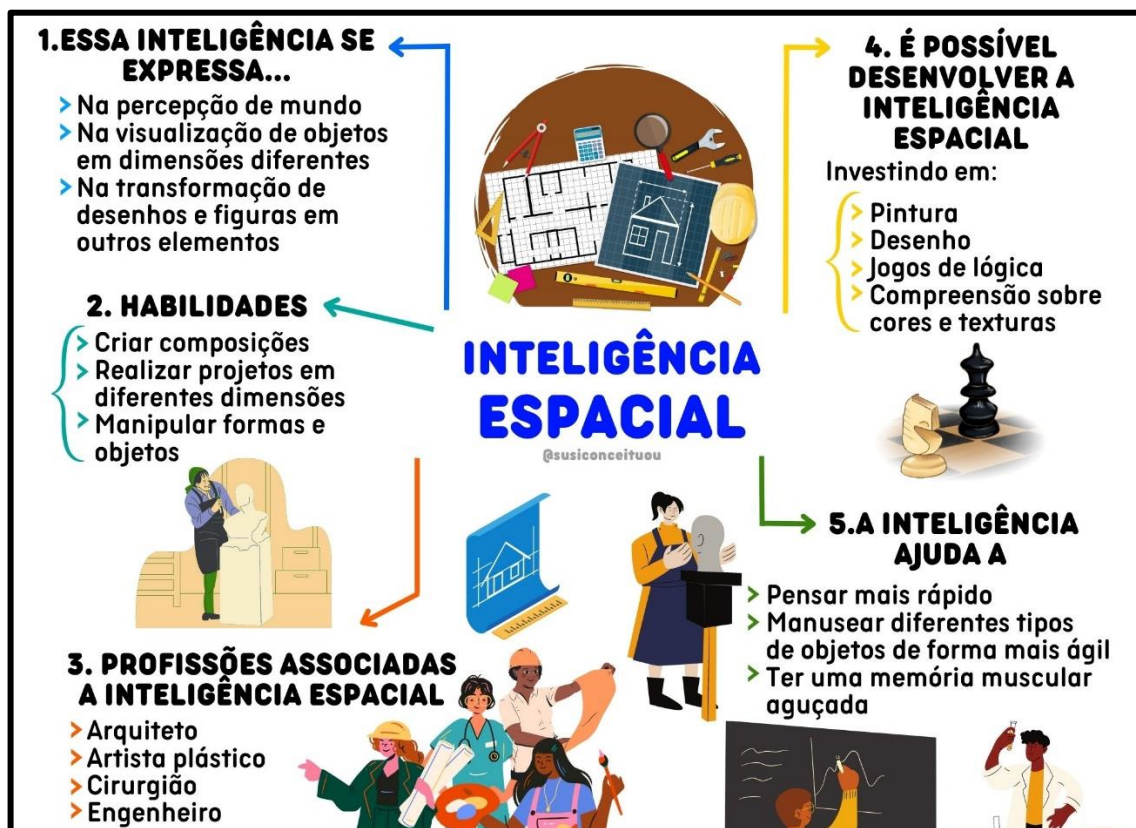 1.ESSA INTELIGÊNCIA SE
EXPRESSA...
> Na percepção de mundo
> Na visualização de objetos
em dimensões diferentes
> Na transformação de
desenhos e figuras em
outros elementos
2. HABILIDADES
> Criar composições
> Realizar projetos em
diferentes dimensões
> Manipular formas e
objetos
INTELIGÊNCIA
ESPACIAL
@susiconceituou
3. PROFISSÕES ASSOCIADAS
A INTELIGÊNCIA ESPACIAL
> Arquiteto
> Artista plástico
> Cirurgião
> Engenheiro
4. É POSSÍVEL
DESENVOLVER A
INTELIGÊNCIA
ESPACIAL
Investindo em:
> Pintura
> Desenho
> Jogos de lógica
> Compreensão sobre
cores e texturas
5.A INTELIGÊNCIA
AJUDA A
> Pensar mais rápido
> Manusear diferentes tipos
de objetos de forma mais ágil
> Ter uma memória muscular
aguçada